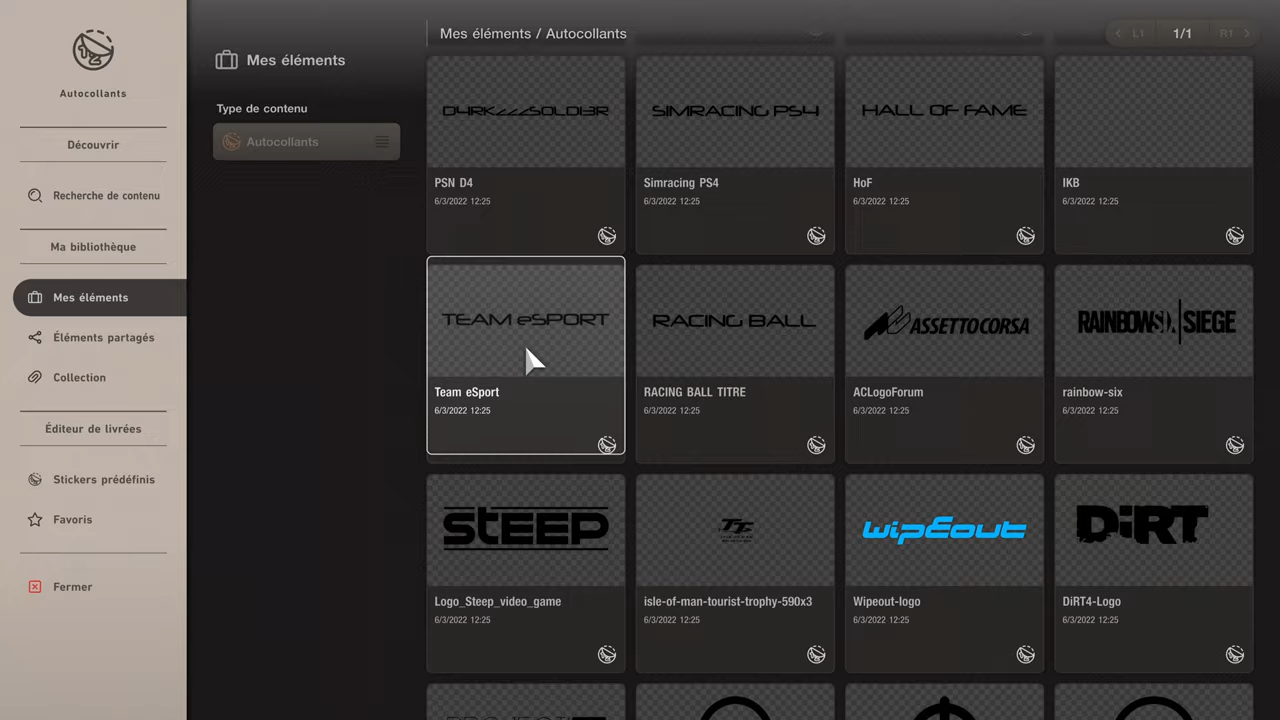 Autocollants
Découvrir
Recherche de contenu
Ma bibliothèque
Mes éléments
Éléments partagés
Collection
Éditeur de livrées
Stickers prédéfinis
Favoris
Fermer
Mes éléments
Type de contenu
Autocollants
Mes éléments / Autocollants
L1
1/1
R1
D4RK SOLDI3R
SIMRACING PS4
HALL OF FAME
PSN D4
6/3/2022 12:25
Simracing PS4
6/3/2022 12:25
HoF
6/3/2022 12:25
IKB
6/3/2022 12:25
TEAM eSPORT
RACING BALL
ASSETTO CORSA
RAINBOW SIX | SIEGE
Team eSport
6/3/2022 12:25
RACING BALL TITRE
6/3/2022 12:25
ACLogoForum
6/3/2022 12:25
rainbow-six
6/3/2022 12:25
STEEP
TT
wipEout
DiRT
Logo_Steep_video_game
6/3/2022 12:25
isle-of-man-tourist-trophy-590x3
6/3/2022 12:25
Wipeout-logo
6/3/2022 12:25
DiRT4-Logo
6/3/2022 12:25